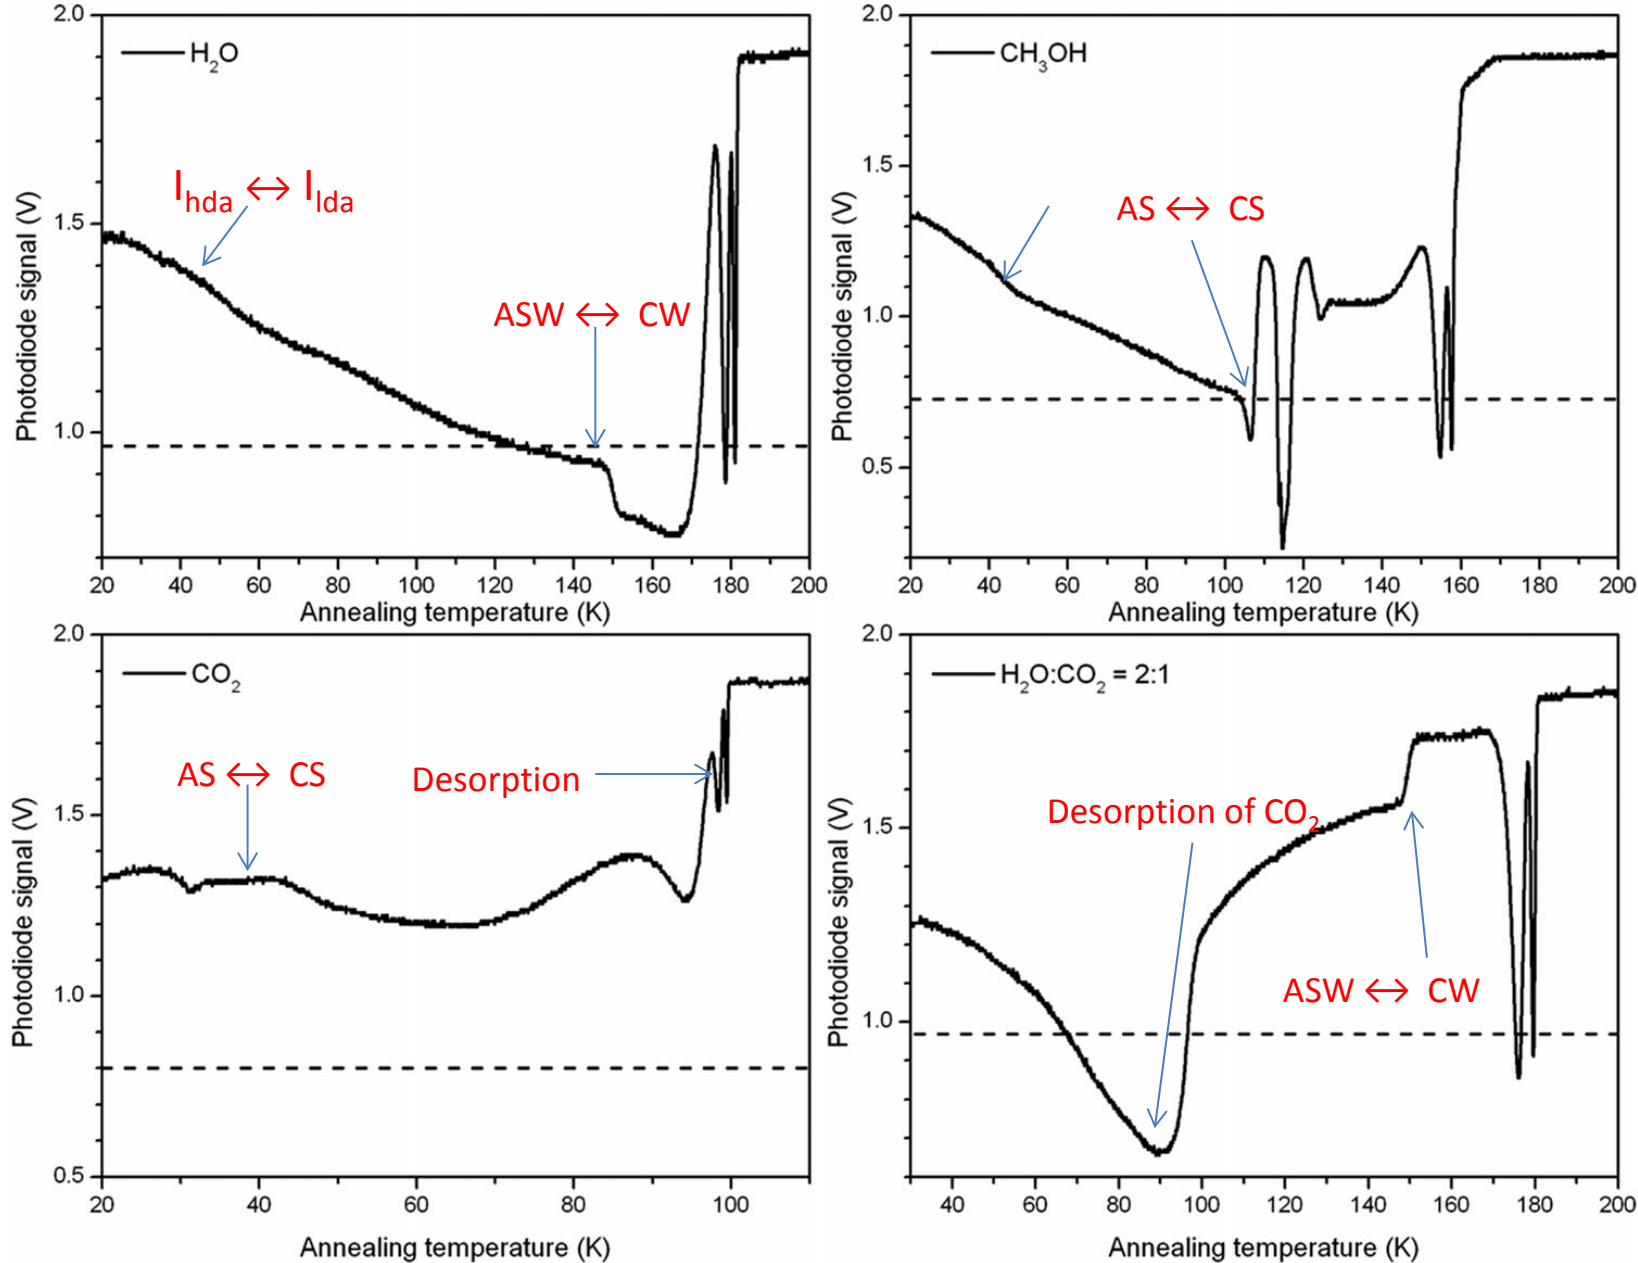 2.0
H₂O
I_hda ↔ I_lda
1.5
ASW ↔ CW
1.0
Photodiode signal (V)
20 40 60 80 100 120 140 160 180 200
Annealing temperature (K)
2.0
CH₃OH
1.5
AS ↔ CS
1.0
0.5
Photodiode signal (V)
20 40 60 80 100 120 140 160 180 200
Annealing temperature (K)
2.0
CO₂
AS ↔ CS
Desorption
1.5
1.0
0.5
Photodiode signal (V)
20 40 60 80 100
Annealing temperature (K)
2.0
H₂O:CO₂ = 2:1
Desorption of CO₂
1.5
ASW ↔ CW
1.0
Photodiode signal (V)
40 60 80 100 120 140 160 180 200
Annealing temperature (K)